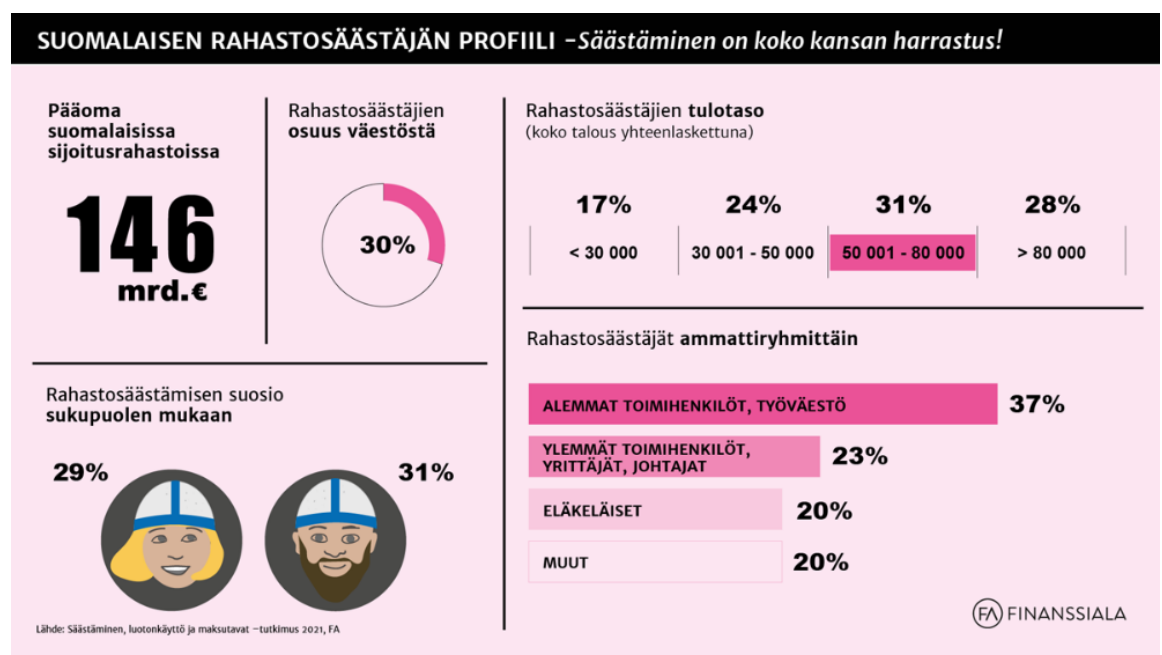 SUOMALAISEN RAHASTOSÄÄSTÄJÄN PROFIILI –Säästäminen on koko kansan harrastus!
Pääoma
suomalaisissa
sijoitusrahastoissa
146
mrd.€
Rahastosäästäjien
osuus väestöstä
30%
Rahastosäästämisen suosio
sukupuolen mukaan
29%
31%
Lähde: Säästäminen, luotonkäyttö ja maksutavat –tutkimus 2021, FA
Rahastosäästäjien tulotaso
(koko talous yhteenlaskettuna)
17% 24% 31% 28%
< 30 000 30 001 - 50 000 50 001 - 80 000 > 80 000
Rahastosäästäjät ammattiryhmittäin
ALEMMAT TOIMIHENKILÖT, TYÖVÄESTÖ 37%
YLEMMÄT TOIMIHENKILÖT,
YRITTÄJÄT, JOHTAJAT 23%
ELÄKELÄISET 20%
MUUT 20%
FA FINANSSIALA